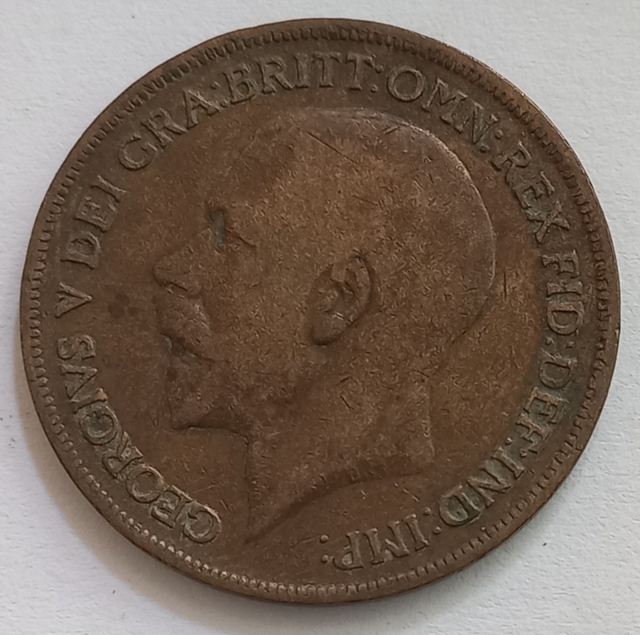 GEORGIVS V DEI GRA:BRITT:OMN:REX FID:DEF:IND:IMP: